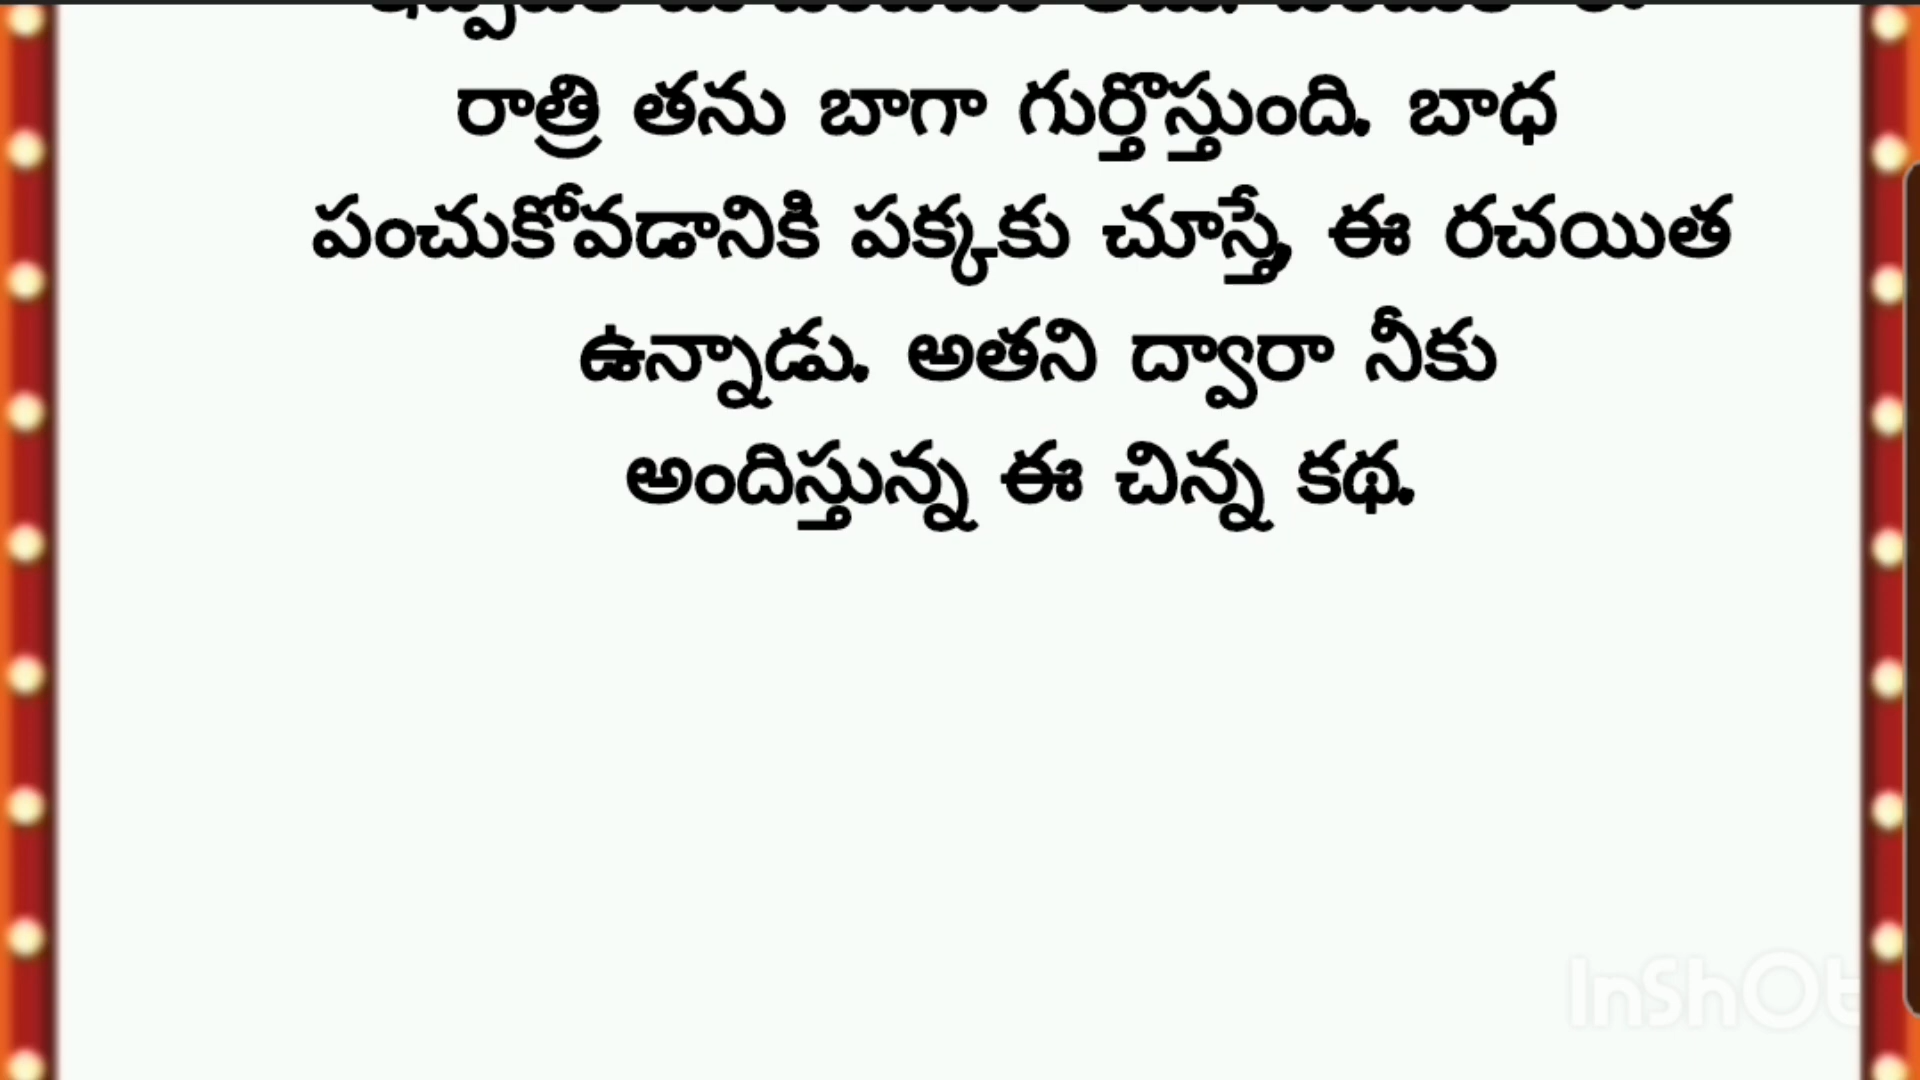 రాత్రి తను బాగా గుర్తొస్తుంది. బాధ
పంచుకోవడానికి పక్కకు చూస్తే, ఈ రచయిత
ఉన్నాడు. అతని ద్వారా నీకు
అందిస్తున్న ఈ చిన్న కథ.
InShOt